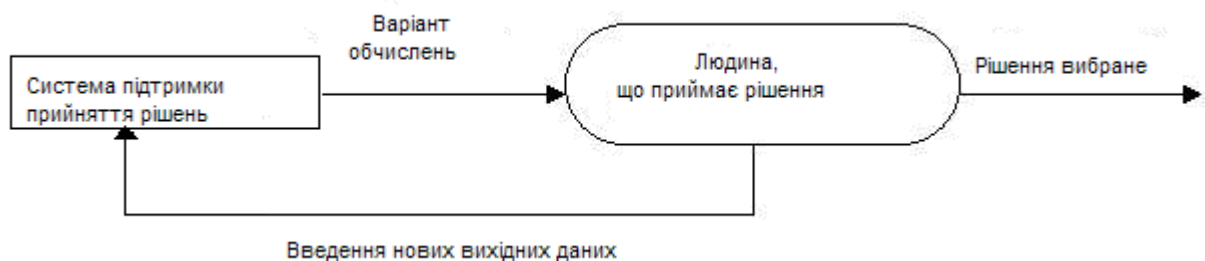 Варіант
обчислень
Система підтримки
прийняття рішень
Людина,
що приймає рішення
Рішення вибране
Введення нових вихідних даних